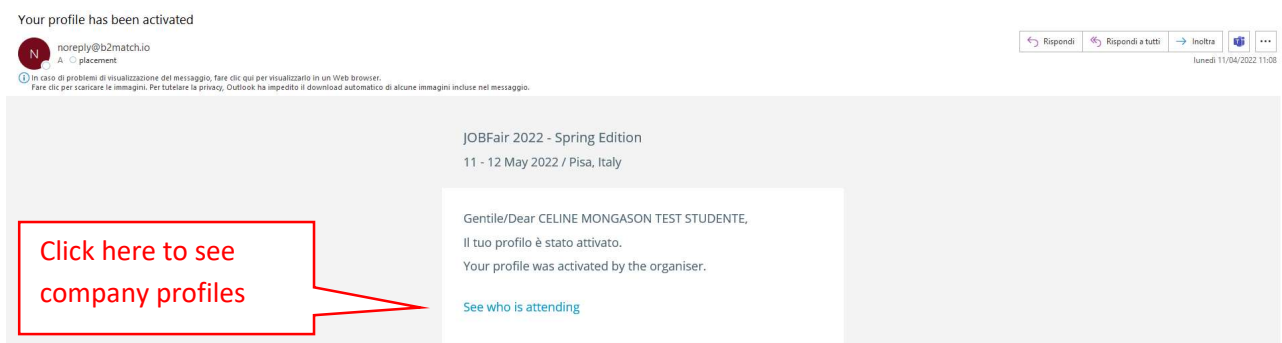 Your profile has been activated
N
noreply@b2match.io
A placement
Rispondi
Rispondi a tutti
Inoltra
lunedì 11/04/2022 11:08
In caso di problemi di visualizzazione del messaggio, fare clic qui per visualizzarlo in un Web browser.
Fare clic per scaricare le immagini. Per tutelare la privacy, Outlook ha impedito il download automatico di alcune immagini incluse nel messaggio.
JOBFair 2022 - Spring Edition
11 - 12 May 2022 / Pisa, Italy
Gentile/Dear CELINE MONGASON TEST STUDENTE,
Il tuo profilo è stato attivato.
Your profile was activated by the organiser.
See who is attending
Click here to see
company profiles